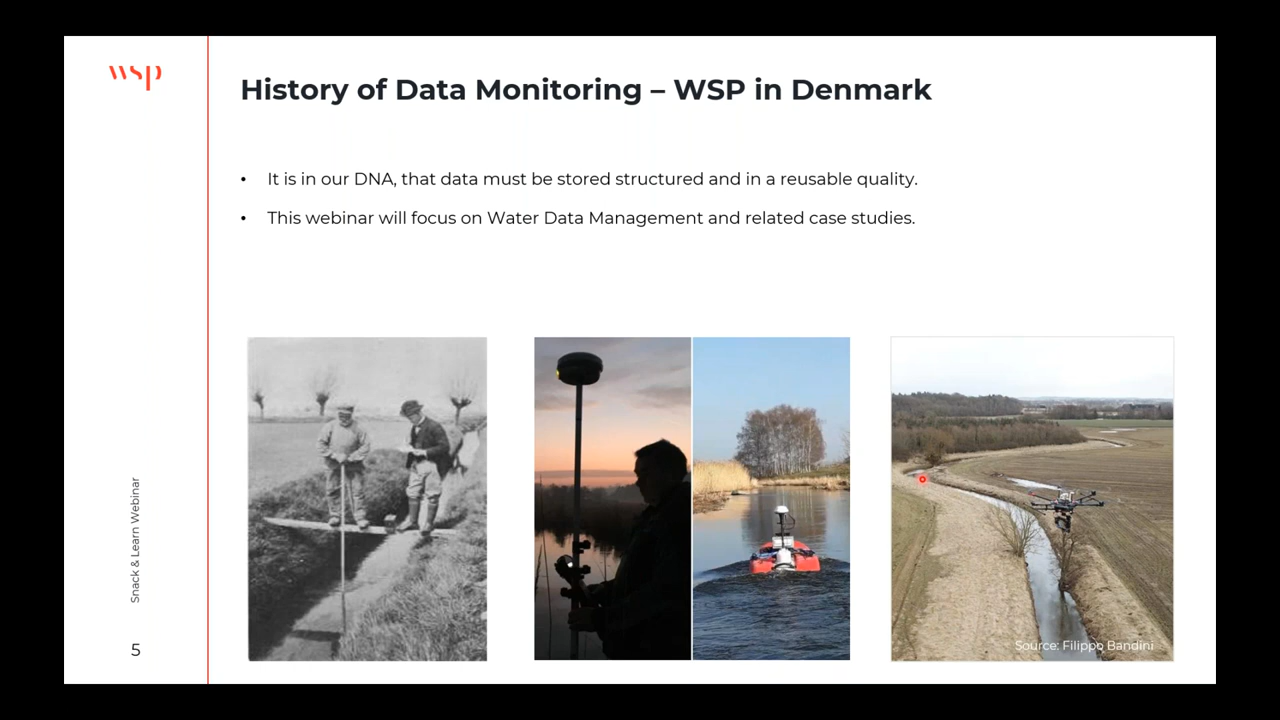 wsp
History of Data Monitoring – WSP in Denmark
• It is in our DNA, that data must be stored structured and in a reusable quality.
• This webinar will focus on Water Data Management and related case studies.
Snack & Learn Webinar
5
Source: Filippo Bandini